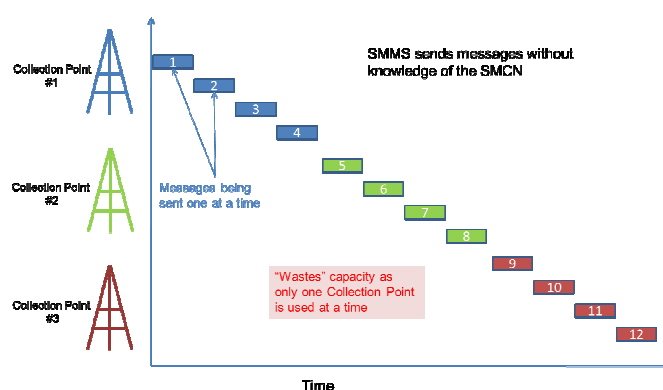 SMMS sends messages without
knowledge of the SMCN
Collection Point
#1
1
2
3
4
Messages being
sent one at a time
Collection Point
#2
5
6
7
8
Collection Point
#3
9
10
11
12
“Wastes” capacity as
only one Collection Point
is used at a time
Time